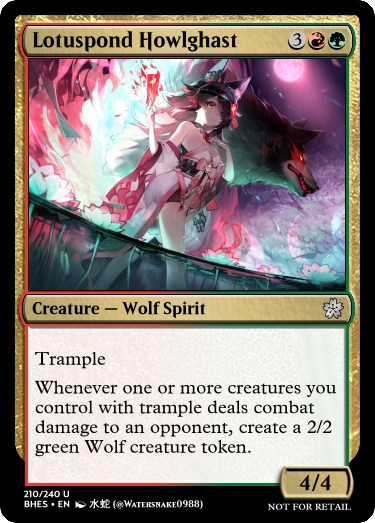 Lotuspond Howlghast 3
Creature — Wolf Spirit
Trample
Whenever one or more creatures you
control with trample deals combat
damage to an opponent, create a 2/2
green Wolf creature token.
4/4
210/240 U
BHES • EN 水蛇 (@Watersnake0988)
NOT FOR RETAIL